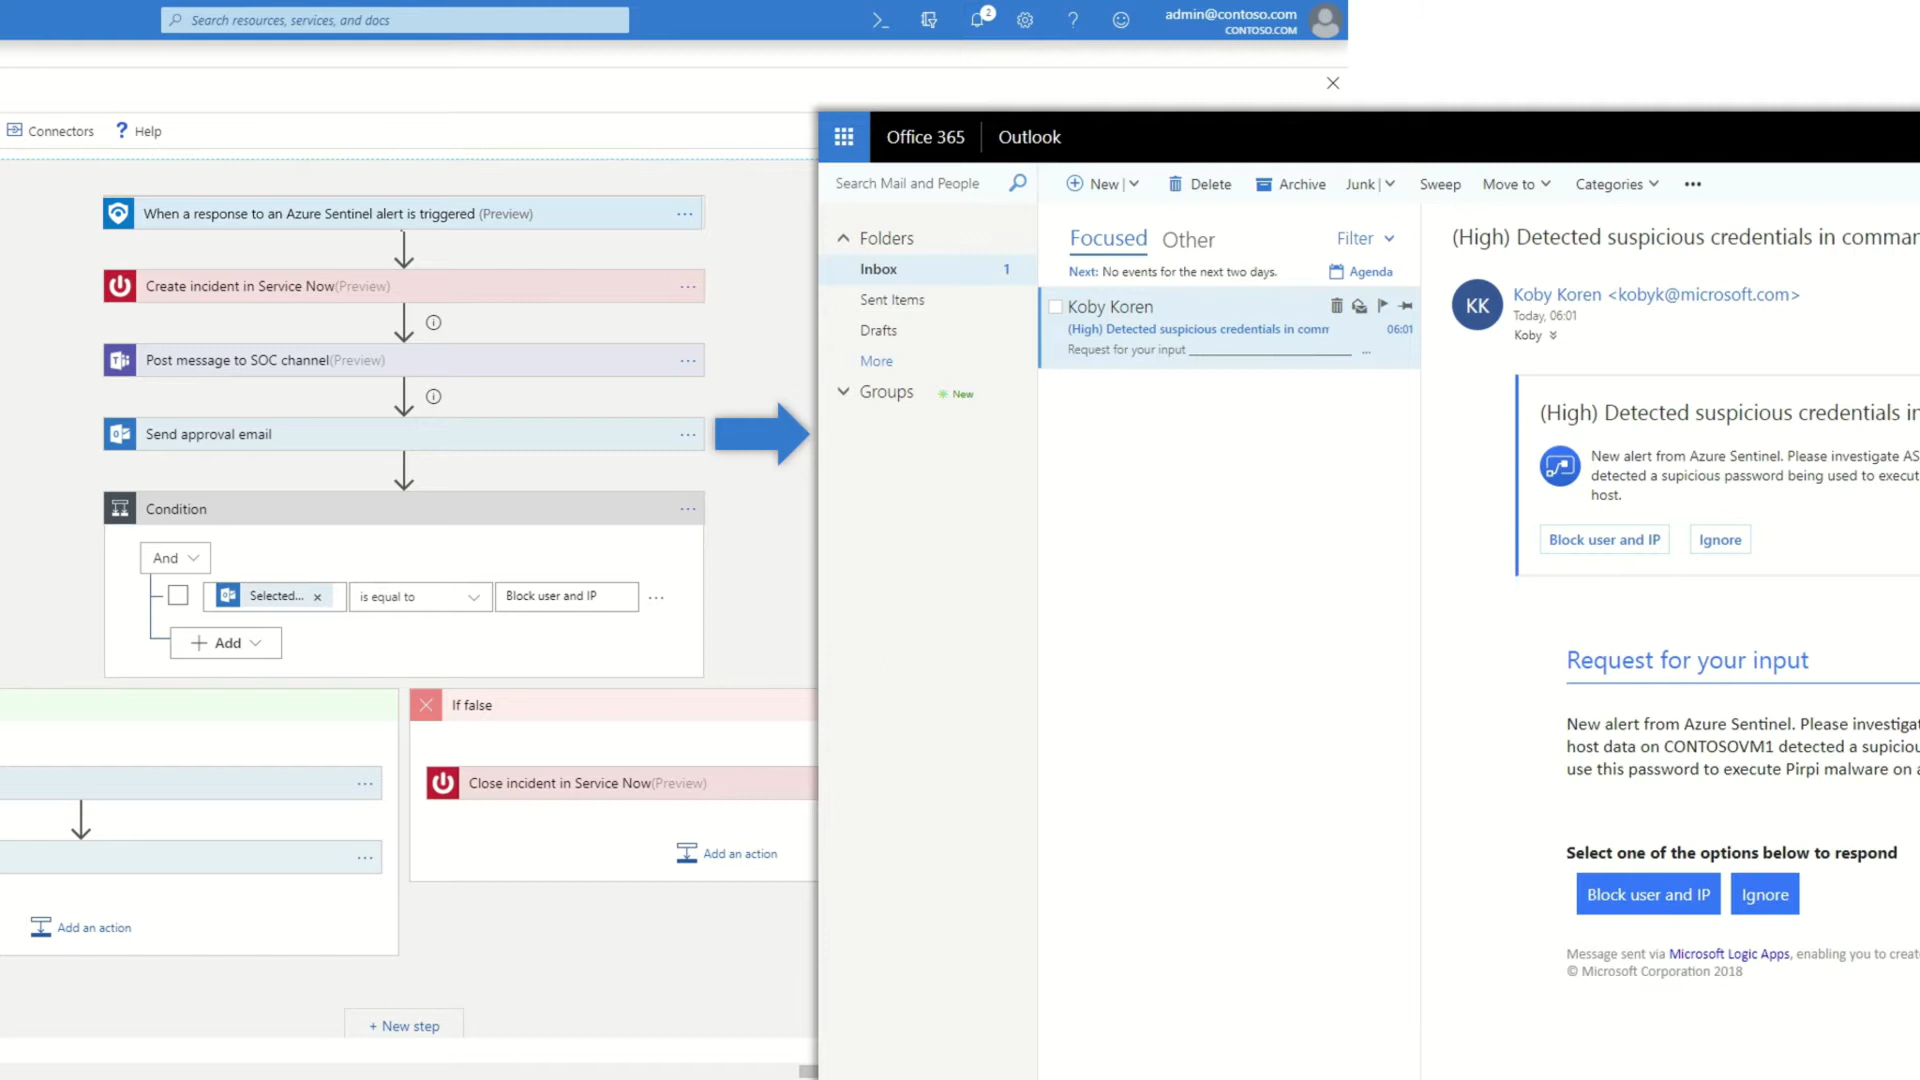 Search resources, services, and docs
2
admin@contoso.com
CONTOSO.COM
Connectors
? Help
When a response to an Azure Sentinel alert is triggered (Preview)
Create incident in Service Now(Preview)
Post message to SOC channel(Preview)
Send approval email
Condition
And
Selected... x
is equal to
Block user and IP
+ Add
If false
Close incident in Service Now(Preview)
Add an action
Add an action
+ New step
Office 365
Outlook
Search Mail and People
New
Delete
Archive
Junk
Sweep
Move to
Categories
Folders
Inbox 1
Sent Items
Drafts
More
Groups
New
Focused
Other
Filter
Next: No events for the next two days.
Agenda
Koby Koren
(High) Detected suspicious credentials in comm
06:01
Request for your input ...
(High) Detected suspicious credentials in comman
KK
Koby Koren <kobyk@microsoft.com>
Today, 06:01
Koby
(High) Detected suspicious credentials in
New alert from Azure Sentinel. Please investigate AS
detected a supicious password being used to execut
host.
Block user and IP
Ignore
Request for your input
New alert from Azure Sentinel. Please investigat
host data on CONTOSOVM1 detected a supiciou
use this password to execute Pirpi malware on a
Select one of the options below to respond
Block user and IP
Ignore
Message sent via Microsoft Logic Apps, enabling you to create
© Microsoft Corporation 2018